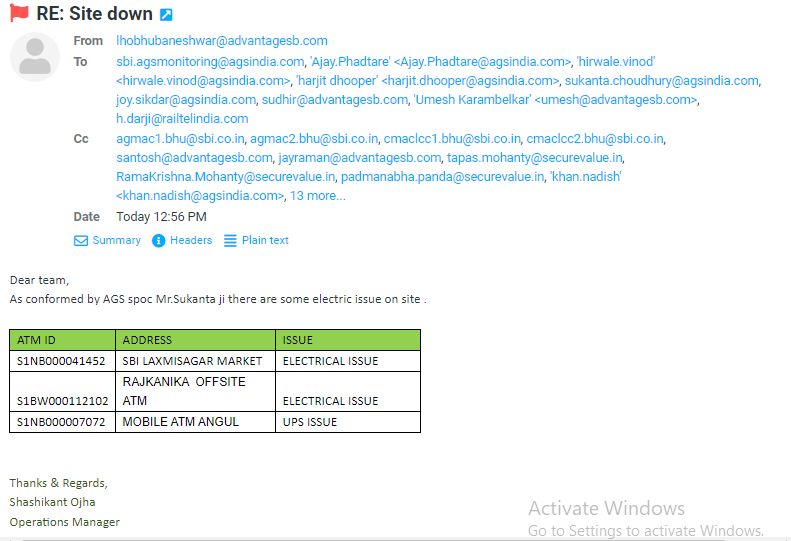 RE: Site down
From lhobhubaneshwar@advantagesb.com
To sbi.agsmonitoring@agsindia.com, 'Ajay.Phadtare' <Ajay.Phadtare@agsindia.com>, 'hirwale.vinod'
<hirwale.vinod@agsindia.com>, 'harjit dhooper' <harjit.dhooper@agsindia.com>, sukanta.choudhury@agsindia.com,
joy.sikdar@agsindia.com, sudhir@advantagesb.com, 'Umesh Karambelkar' <umesh@advantagesb.com>,
h.darji@railtelindia.com
Cc agmac1.bhu@sbi.co.in, agmac2.bhu@sbi.co.in, cmaclcc1.bhu@sbi.co.in, cmaclcc2.bhu@sbi.co.in,
santosh@advantagesb.com, jayraman@advantagesb.com, tapas.mohanty@securevalue.in,
RamaKrishna.Mohanty@securevalue.in, padmanabha.panda@securevalue.in, 'khan.nadish'
<khan.nadish@agsindia.com>, 13 more...
Date Today 12:56 PM
Summary Headers Plain text
Dear team,
As conformed by AGS spoc Mr.Sukanta ji there are some electric issue on site .
ATM ID ADDRESS ISSUE
S1NB000041452 SBI LAXMISAGAR MARKET ELECTRICAL ISSUE
RAJKANIKA OFFSITE
S1BW000112102 ATM ELECTRICAL ISSUE
S1NB000007072 MOBILE ATM ANGUL UPS ISSUE
Thanks & Regards,
Shashikant Ojha
Operations Manager
Activate Windows
Go to Settings to activate Windows.